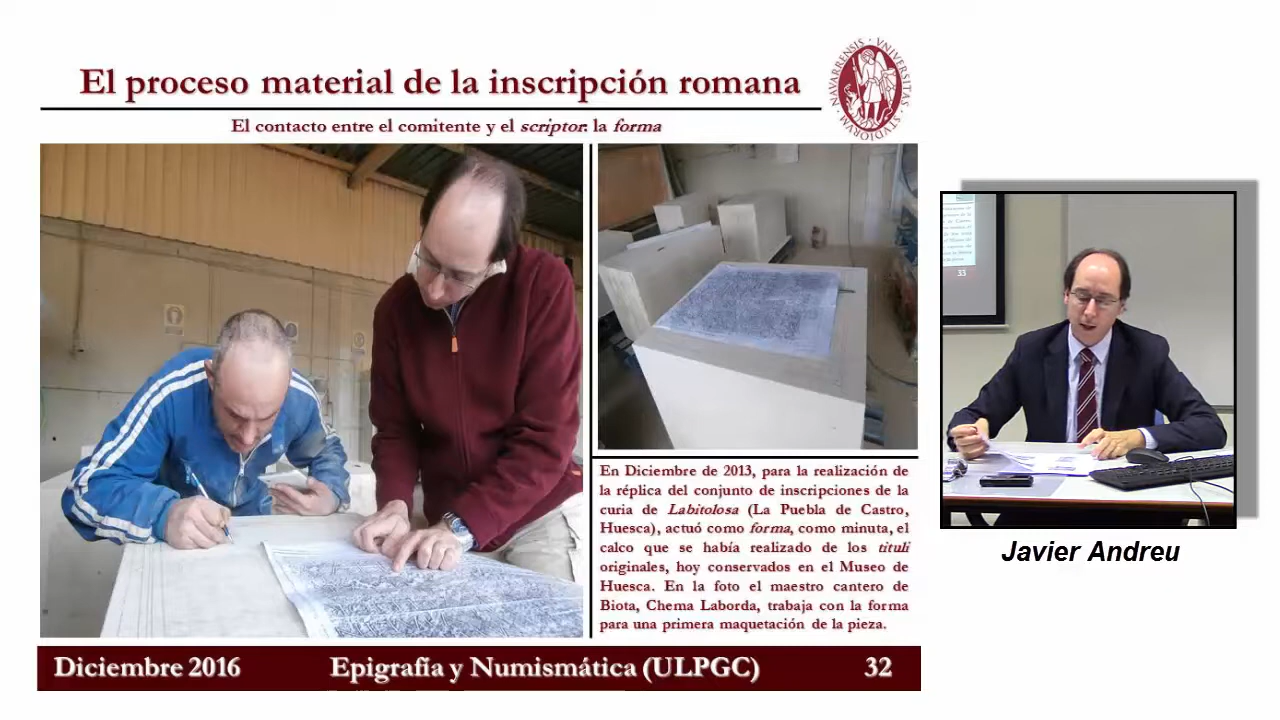 El proceso material de la inscripción romana
NAVARRENSIS · VNIVERSITAS · STVDIORVM
El contacto entre el comitente y el scriptor: la forma
En Diciembre de 2013, para la realización de
la réplica del conjunto de inscripciones de la
curia de Labitolosa (La Puebla de Castro,
Huesca), actuó como forma, como minuta, el
calco que se había realizado de los tituli
originales, hoy conservados en el Museo de
Huesca. En la foto el maestro cantero de
Biota, Chema Laborda, trabaja con la forma
para una primera maquetación de la pieza.
Diciembre 2016 Epigrafía y Numismática (ULPGC) 32
33
Javier Andreu